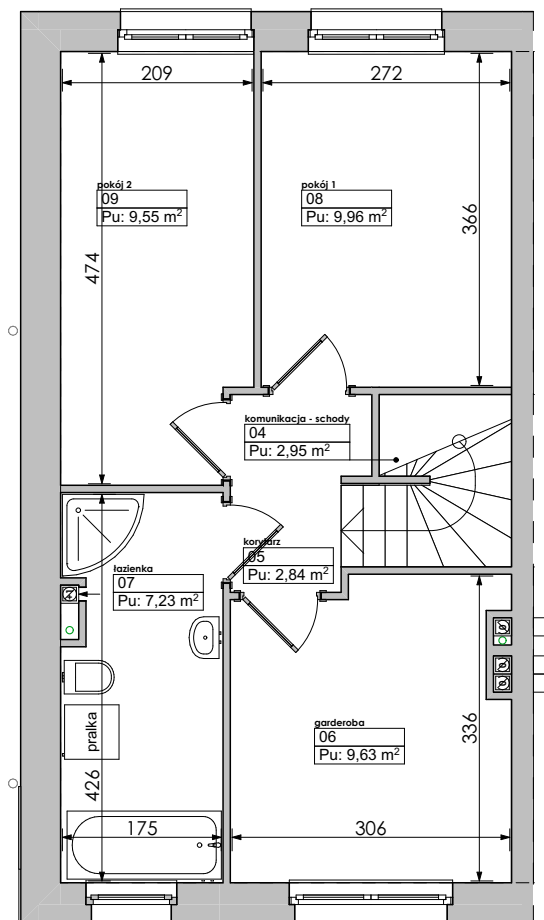 209
272
pokój 2
09
Pu: 9,55 m²
pokój 1
08
Pu: 9,96 m²
366
474
komunikacja - schody
04
Pu: 2,95 m²
korytarz
05
Pu: 2,84 m²
łazienka
07
Pu: 7,23 m²
garderoba
06
Pu: 9,63 m²
336
pralka
426
175
306